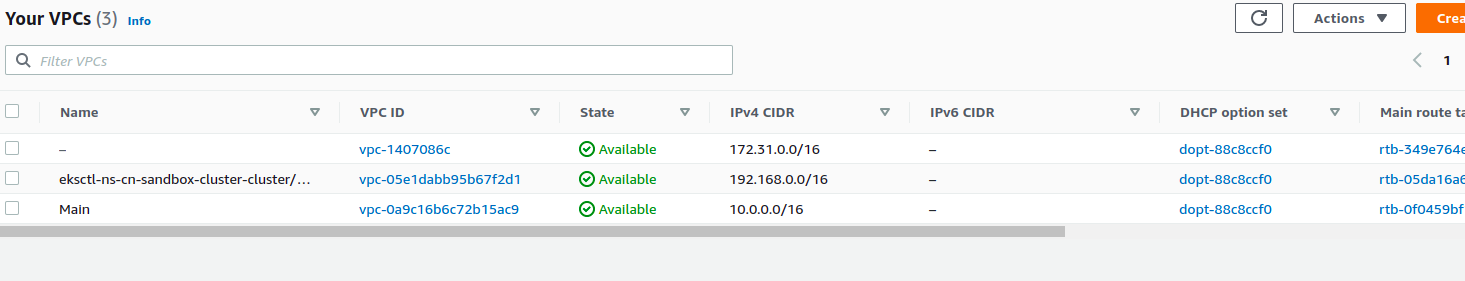 Your VPCs (3) Info
Actions
Filter VPCs
1
Name VPC ID State IPv4 CIDR IPv6 CIDR DHCP option set Main route
– vpc-1407086c Available 172.31.0.0/16 – dopt-88c8ccf0 rtb-349e764e
eksctl-ns-cn-sandbox-cluster-cluster/… vpc-05e1dabb95b67f2d1 Available 192.168.0.0/16 – dopt-88c8ccf0 rtb-05da16a6
Main vpc-0a9c16b6c72b15ac9 Available 10.0.0.0/16 – dopt-88c8ccf0 rtb-0f0459bf